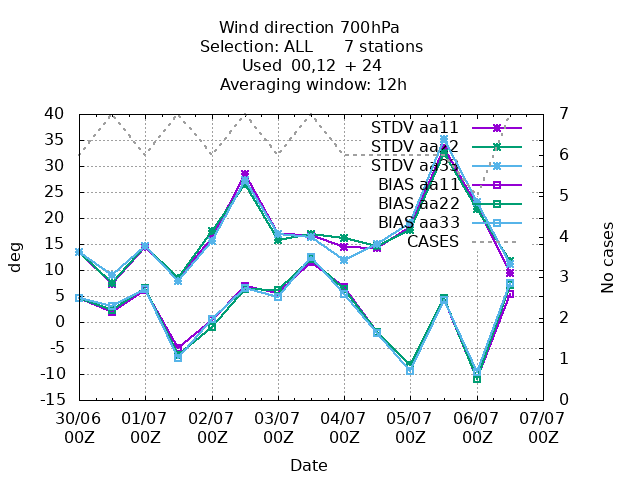 Wind direction 700hPa
Selection: ALL 7 stations
Used 00,12 + 24
Averaging window: 12h
40
35
30
25
20
15
10
5
0
-5
-10
-15
deg
7
6
5
4
3
2
1
0
No cases
STDV aa11
STDV aa22
STDV aa33
BIAS aa11
BIAS aa22
BIAS aa33
CASES
30/06 01/07 02/07 03/07 04/07 05/07 06/07 07/07
00Z 00Z 00Z 00Z 00Z 00Z 00Z 00Z
Date